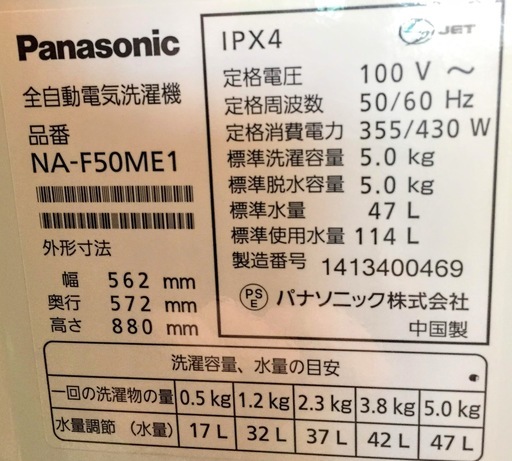 Panasonic
全自動電気洗濯機
品番
NA-F50ME1
外形寸法
幅 562 mm
奥行 572 mm
高さ 880 mm
IPX4
JET
定格電圧 100 V ～
定格周波数 50/60 Hz
定格消費電力 355/430 W
標準洗濯容量 5.0 kg
標準脱水容量 5.0 kg
標準水量 47 L
標準使用水量 114 L
製造番号 1413400469
PSE パナソニック株式会社
中国製
洗濯容量、水量の目安
一回の洗濯物の量 0.5 kg 1.2 kg 2.3 kg 3.8 kg 5.0 kg
水量調節 （水量） 17 L 32 L 37 L 42 L 47 L